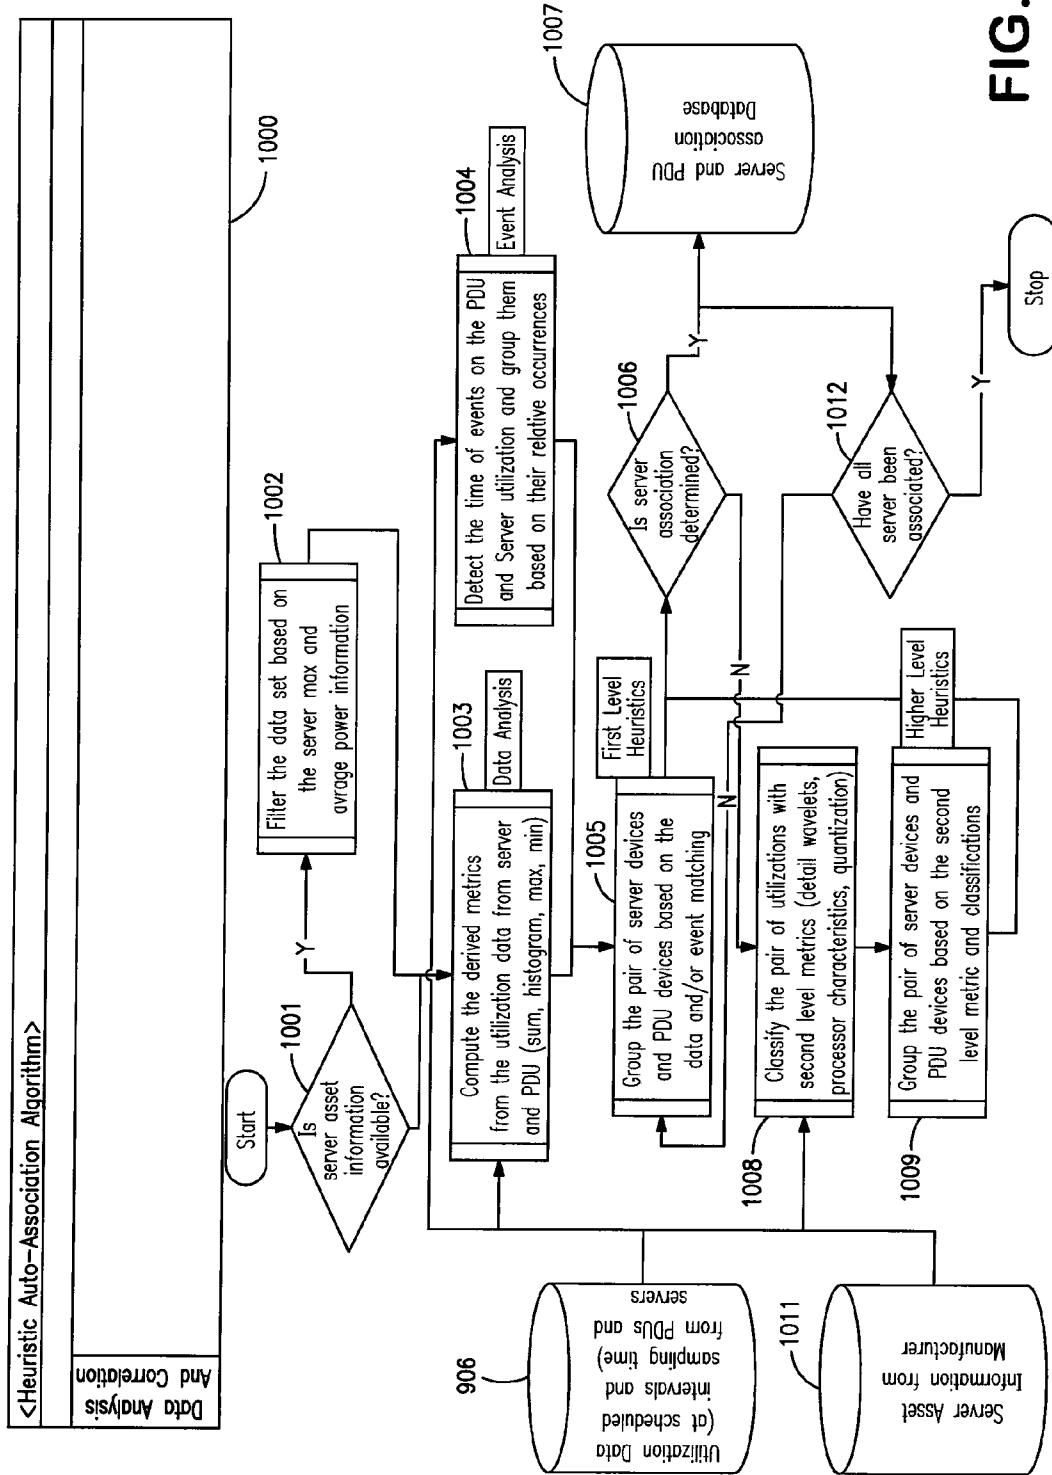 <Heuristic Auto-Association Algorithm>
Data Analysis
And Correlation
1000
Start
1001
Is
server asset
information
available?
Y
1002
Filter the data set based on
the server max and
avrage power information
1003
Compute the derived metrics
from the utilization data from server
and PDU (sum, histogram, max, min)
Data Analysis
1004
Detect the time of events on the PDU
and Server utilization and group them
based on their relative occurrences
Event Analysis
1005
Group the pair of server devices
and PDU devices based on the
data and/or event matching
First Level
Heuristics
1006
Is server
association
determined?
Y
N
1007
Server and PDU
association
Database
1008
Classify the pair of utilizations with
second level metrics (detail wavelets,
processor characteristics, quantization)
1009
Group the pair of server devices and
PDU devices based on the second
level metric and classifications
Higher Level
Heuristics
1012
Have all
server been
associated?
N
Y
Stop
906
Utilization Data
(at scheduled
intervals and
sampling time)
from PDUs and
servers
1011
Server Asset
Information from
Manufacturer
FIG.